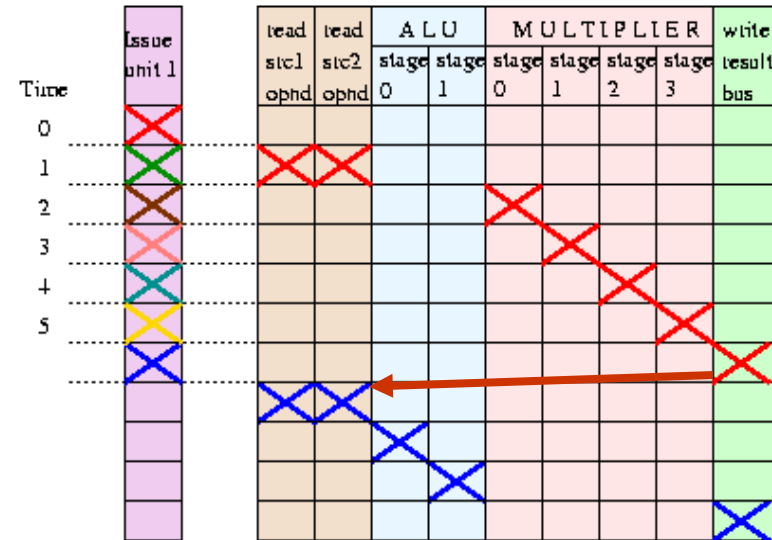 Issue
unit 1
read read A L U M U L T I P L I E R write
src1 src2 stage stage stage stage stage stage result
opnd opnd 0 1 0 1 2 3 bus
Time
0
1
2
3
4
5